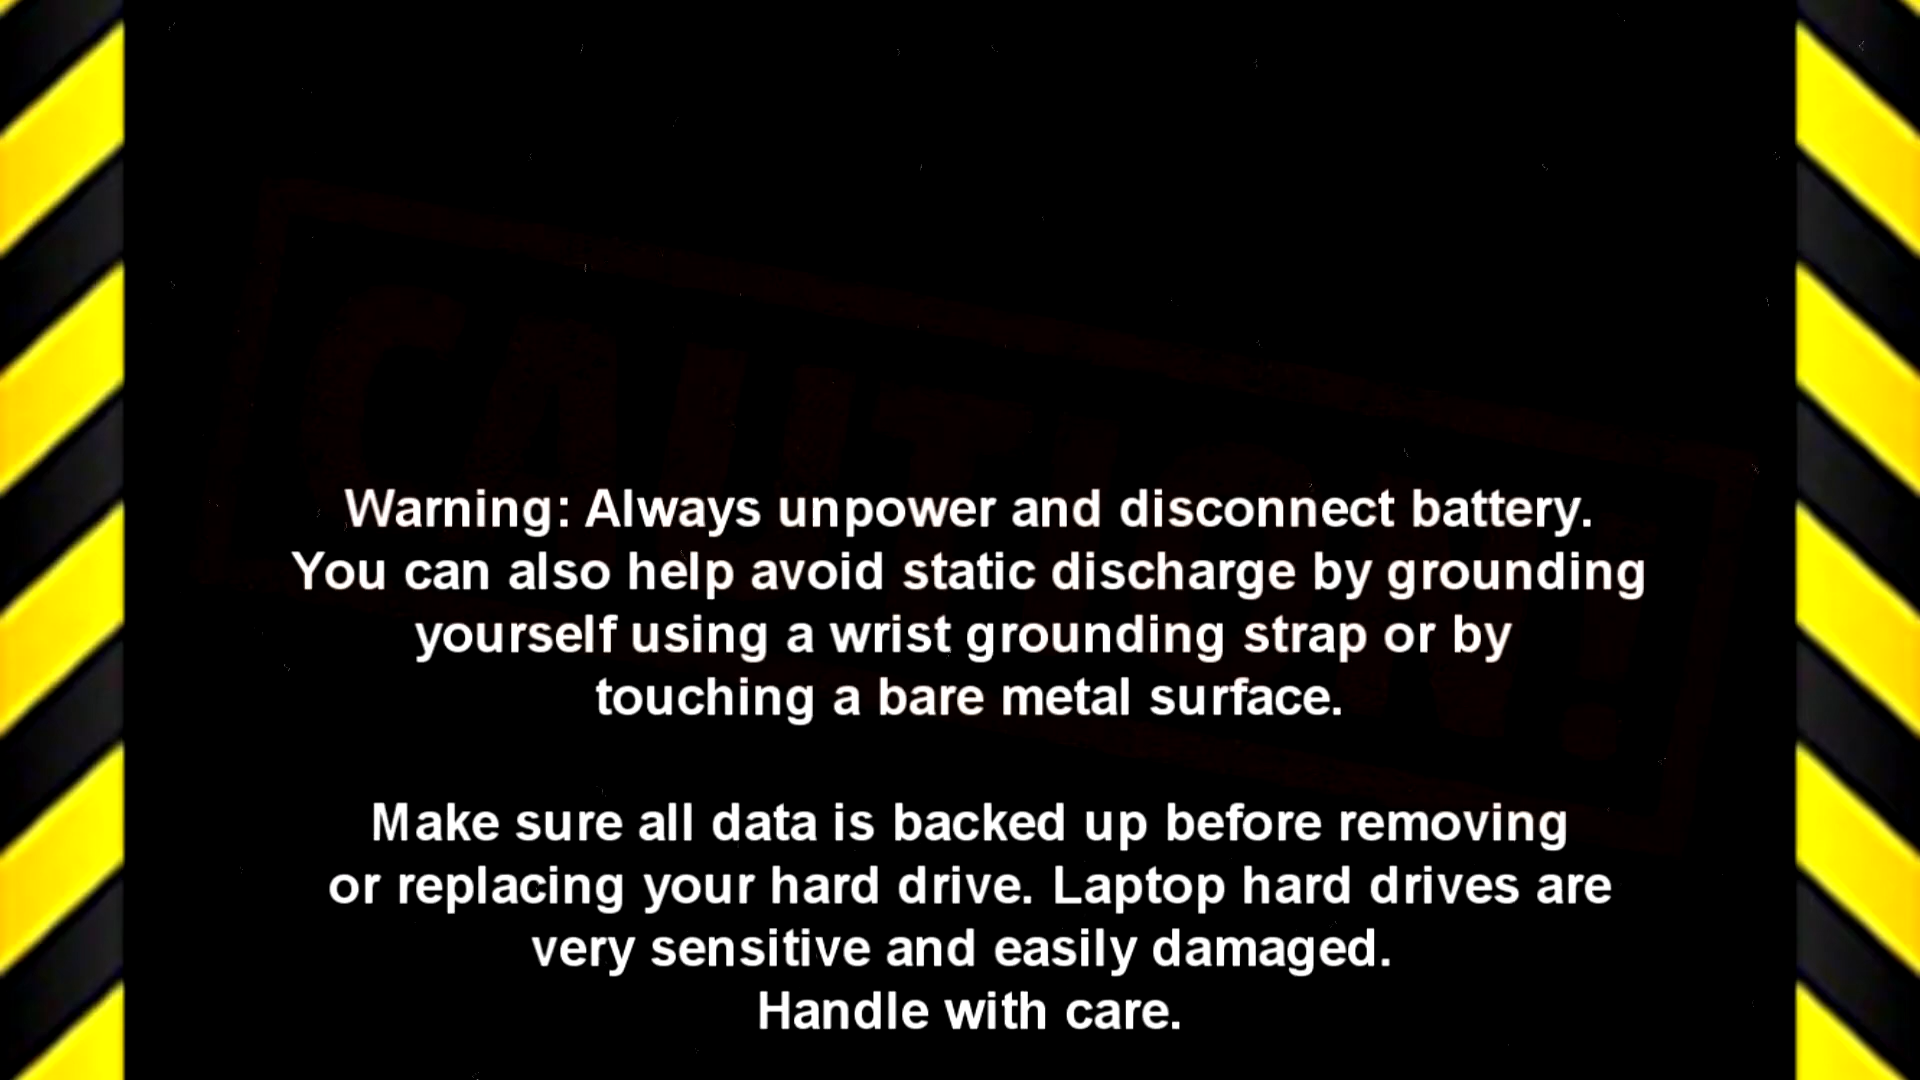 CAUTION!
Warning: Always unpower and disconnect battery.
You can also help avoid static discharge by grounding
yourself using a wrist grounding strap or by
touching a bare metal surface.
Make sure all data is backed up before removing
or replacing your hard drive. Laptop hard drives are
very sensitive and easily damaged.
Handle with care.